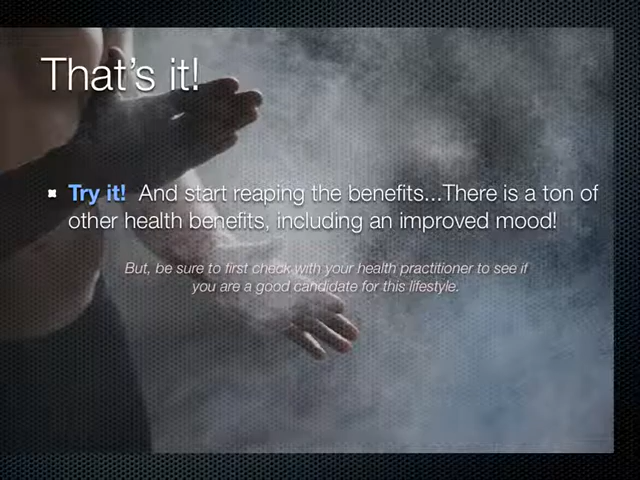 That's it!
Try it! And start reaping the benefits...There is a ton of
other health benefits, including an improved mood!
But, be sure to first check with your health practitioner to see if
you are a good candidate for this lifestyle.